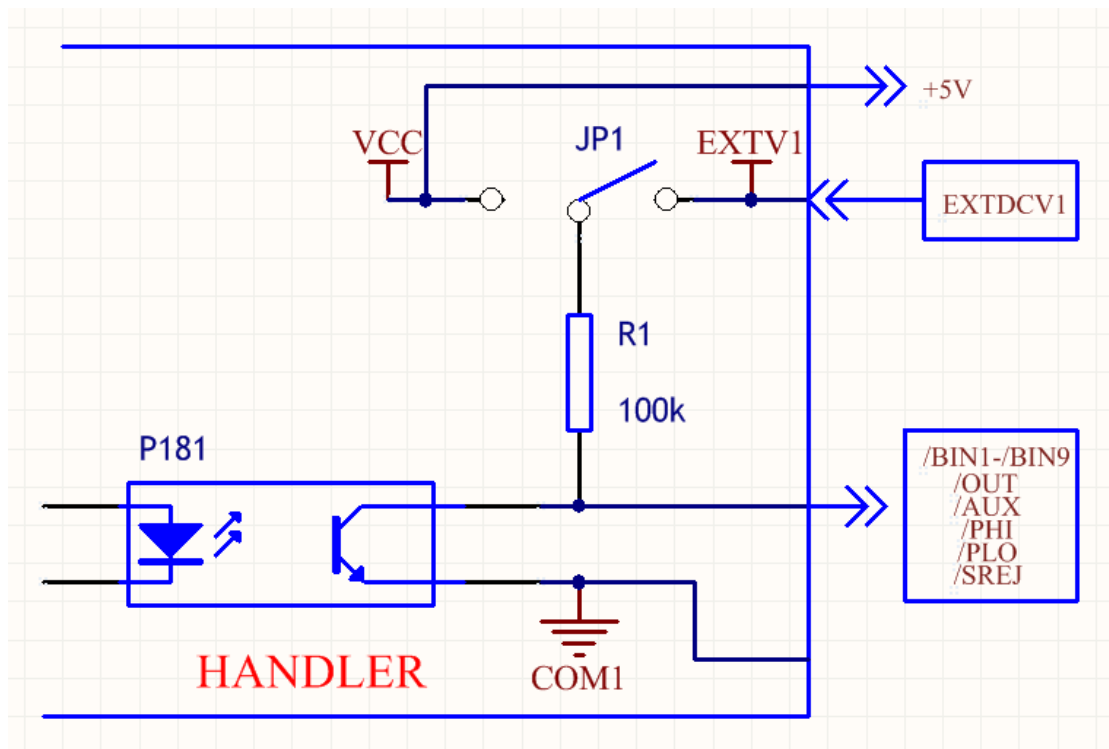 +5V
VCC
JP1
EXTV1
EXTDCV1
R1
100k
P181
/BIN1-/BIN9
/OUT
/AUX
/PHI
/PLO
/SREJ
HANDLER
COM1